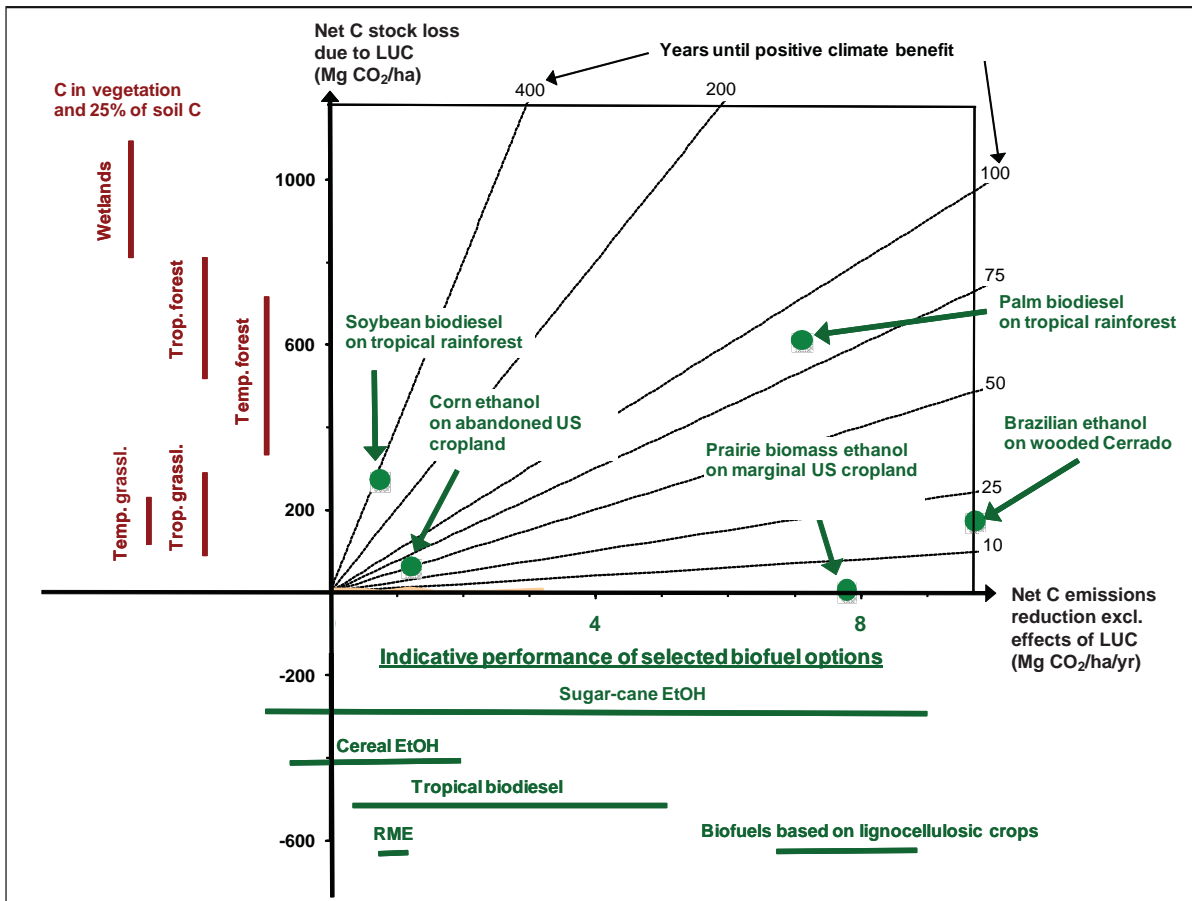 Net C stock loss
due to LUC
(Mg CO₂/ha)
Years until positive climate benefit
C in vegetation
and 25% of soil C
400
200
100
75
50
25
10
1000
600
200
-200
-600
4
8
Wetlands
Trop. forest
Temp. forest
Temp. grassl.
Trop. grassl.
Soybean biodiesel
on tropical rainforest
Corn ethanol
on abandoned US
cropland
Palm biodiesel
on tropical rainforest
Prairie biomass ethanol
on marginal US cropland
Brazilian ethanol
on wooded Cerrado
Net C emissions
reduction excl.
effects of LUC
(Mg CO₂/ha/yr)
Indicative performance of selected biofuel options
Sugar-cane EtOH
Cereal EtOH
Tropical biodiesel
RME
Biofuels based on lignocellulosic crops